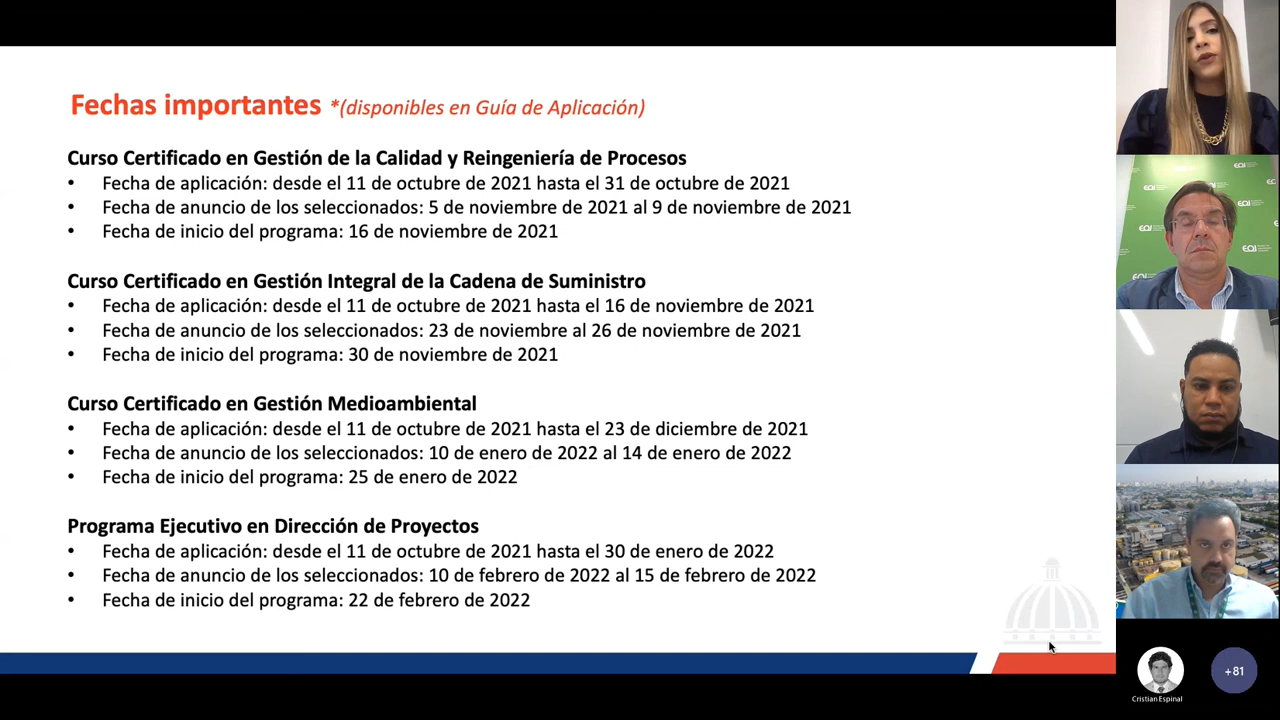 Fechas importantes *(disponibles en Guía de Aplicación)
Curso Certificado en Gestión de la Calidad y Reingeniería de Procesos
• Fecha de aplicación: desde el 11 de octubre de 2021 hasta el 31 de octubre de 2021
• Fecha de anuncio de los seleccionados: 5 de noviembre de 2021 al 9 de noviembre de 2021
• Fecha de inicio del programa: 16 de noviembre de 2021
Curso Certificado en Gestión Integral de la Cadena de Suministro
• Fecha de aplicación: desde el 11 de octubre de 2021 hasta el 16 de noviembre de 2021
• Fecha de anuncio de los seleccionados: 23 de noviembre al 26 de noviembre de 2021
• Fecha de inicio del programa: 30 de noviembre de 2021
Curso Certificado en Gestión Medioambiental
• Fecha de aplicación: desde el 11 de octubre de 2021 hasta el 23 de diciembre de 2021
• Fecha de anuncio de los seleccionados: 10 de enero de 2022 al 14 de enero de 2022
• Fecha de inicio del programa: 25 de enero de 2022
Programa Ejecutivo en Dirección de Proyectos
• Fecha de aplicación: desde el 11 de octubre de 2021 hasta el 30 de enero de 2022
• Fecha de anuncio de los seleccionados: 10 de febrero de 2022 al 15 de febrero de 2022
• Fecha de inicio del programa: 22 de febrero de 2022
EOI
EOI
EOI
EOI
Cristian Espinal
+81